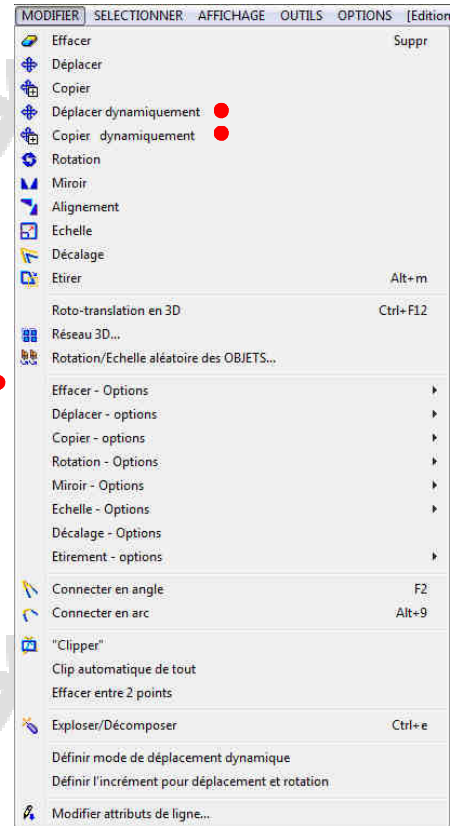 MODIFIER SELECTIONNER AFFICHAGE OUTILS OPTIONS [Edition
Effacer Suppr
Déplacer
Copier
Déplacer dynamiquement
Copier dynamiquement
Rotation
Miroir
Alignement
Echelle
Décalage
Etirer Alt+m
Roto-translation en 3D Ctrl+F12
Réseau 3D...
Rotation/Echelle aléatoire des OBJETS...
Effacer - Options
Déplacer - options
Copier - options
Rotation - Options
Miroir - Options
Echelle - Options
Décalage - Options
Etirement - options
Connecter en angle F2
Connecter en arc Alt+9
"Clipper"
Clip automatique de tout
Effacer entre 2 points
Exploser/Décomposer Ctrl+e
Définir mode de déplacement dynamique
Définir l'incrément pour déplacement et rotation
Modifier attributs de ligne...